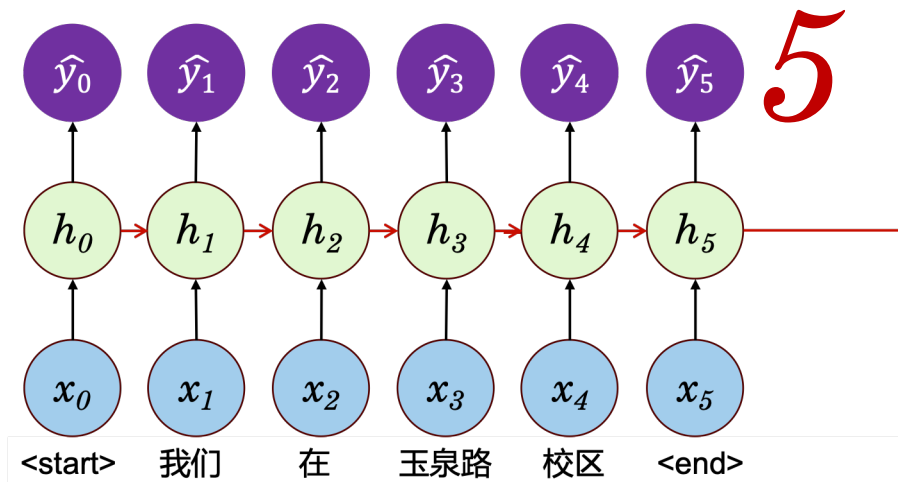 ŷ₀ ŷ₁ ŷ₂ ŷ₃ ŷ₄ ŷ₅ 5
h₀ h₁ h₂ h₃ h₄ h₅
x₀ x₁ x₂ x₃ x₄ x₅
<start> 我们 在 玉泉路 校区 <end>